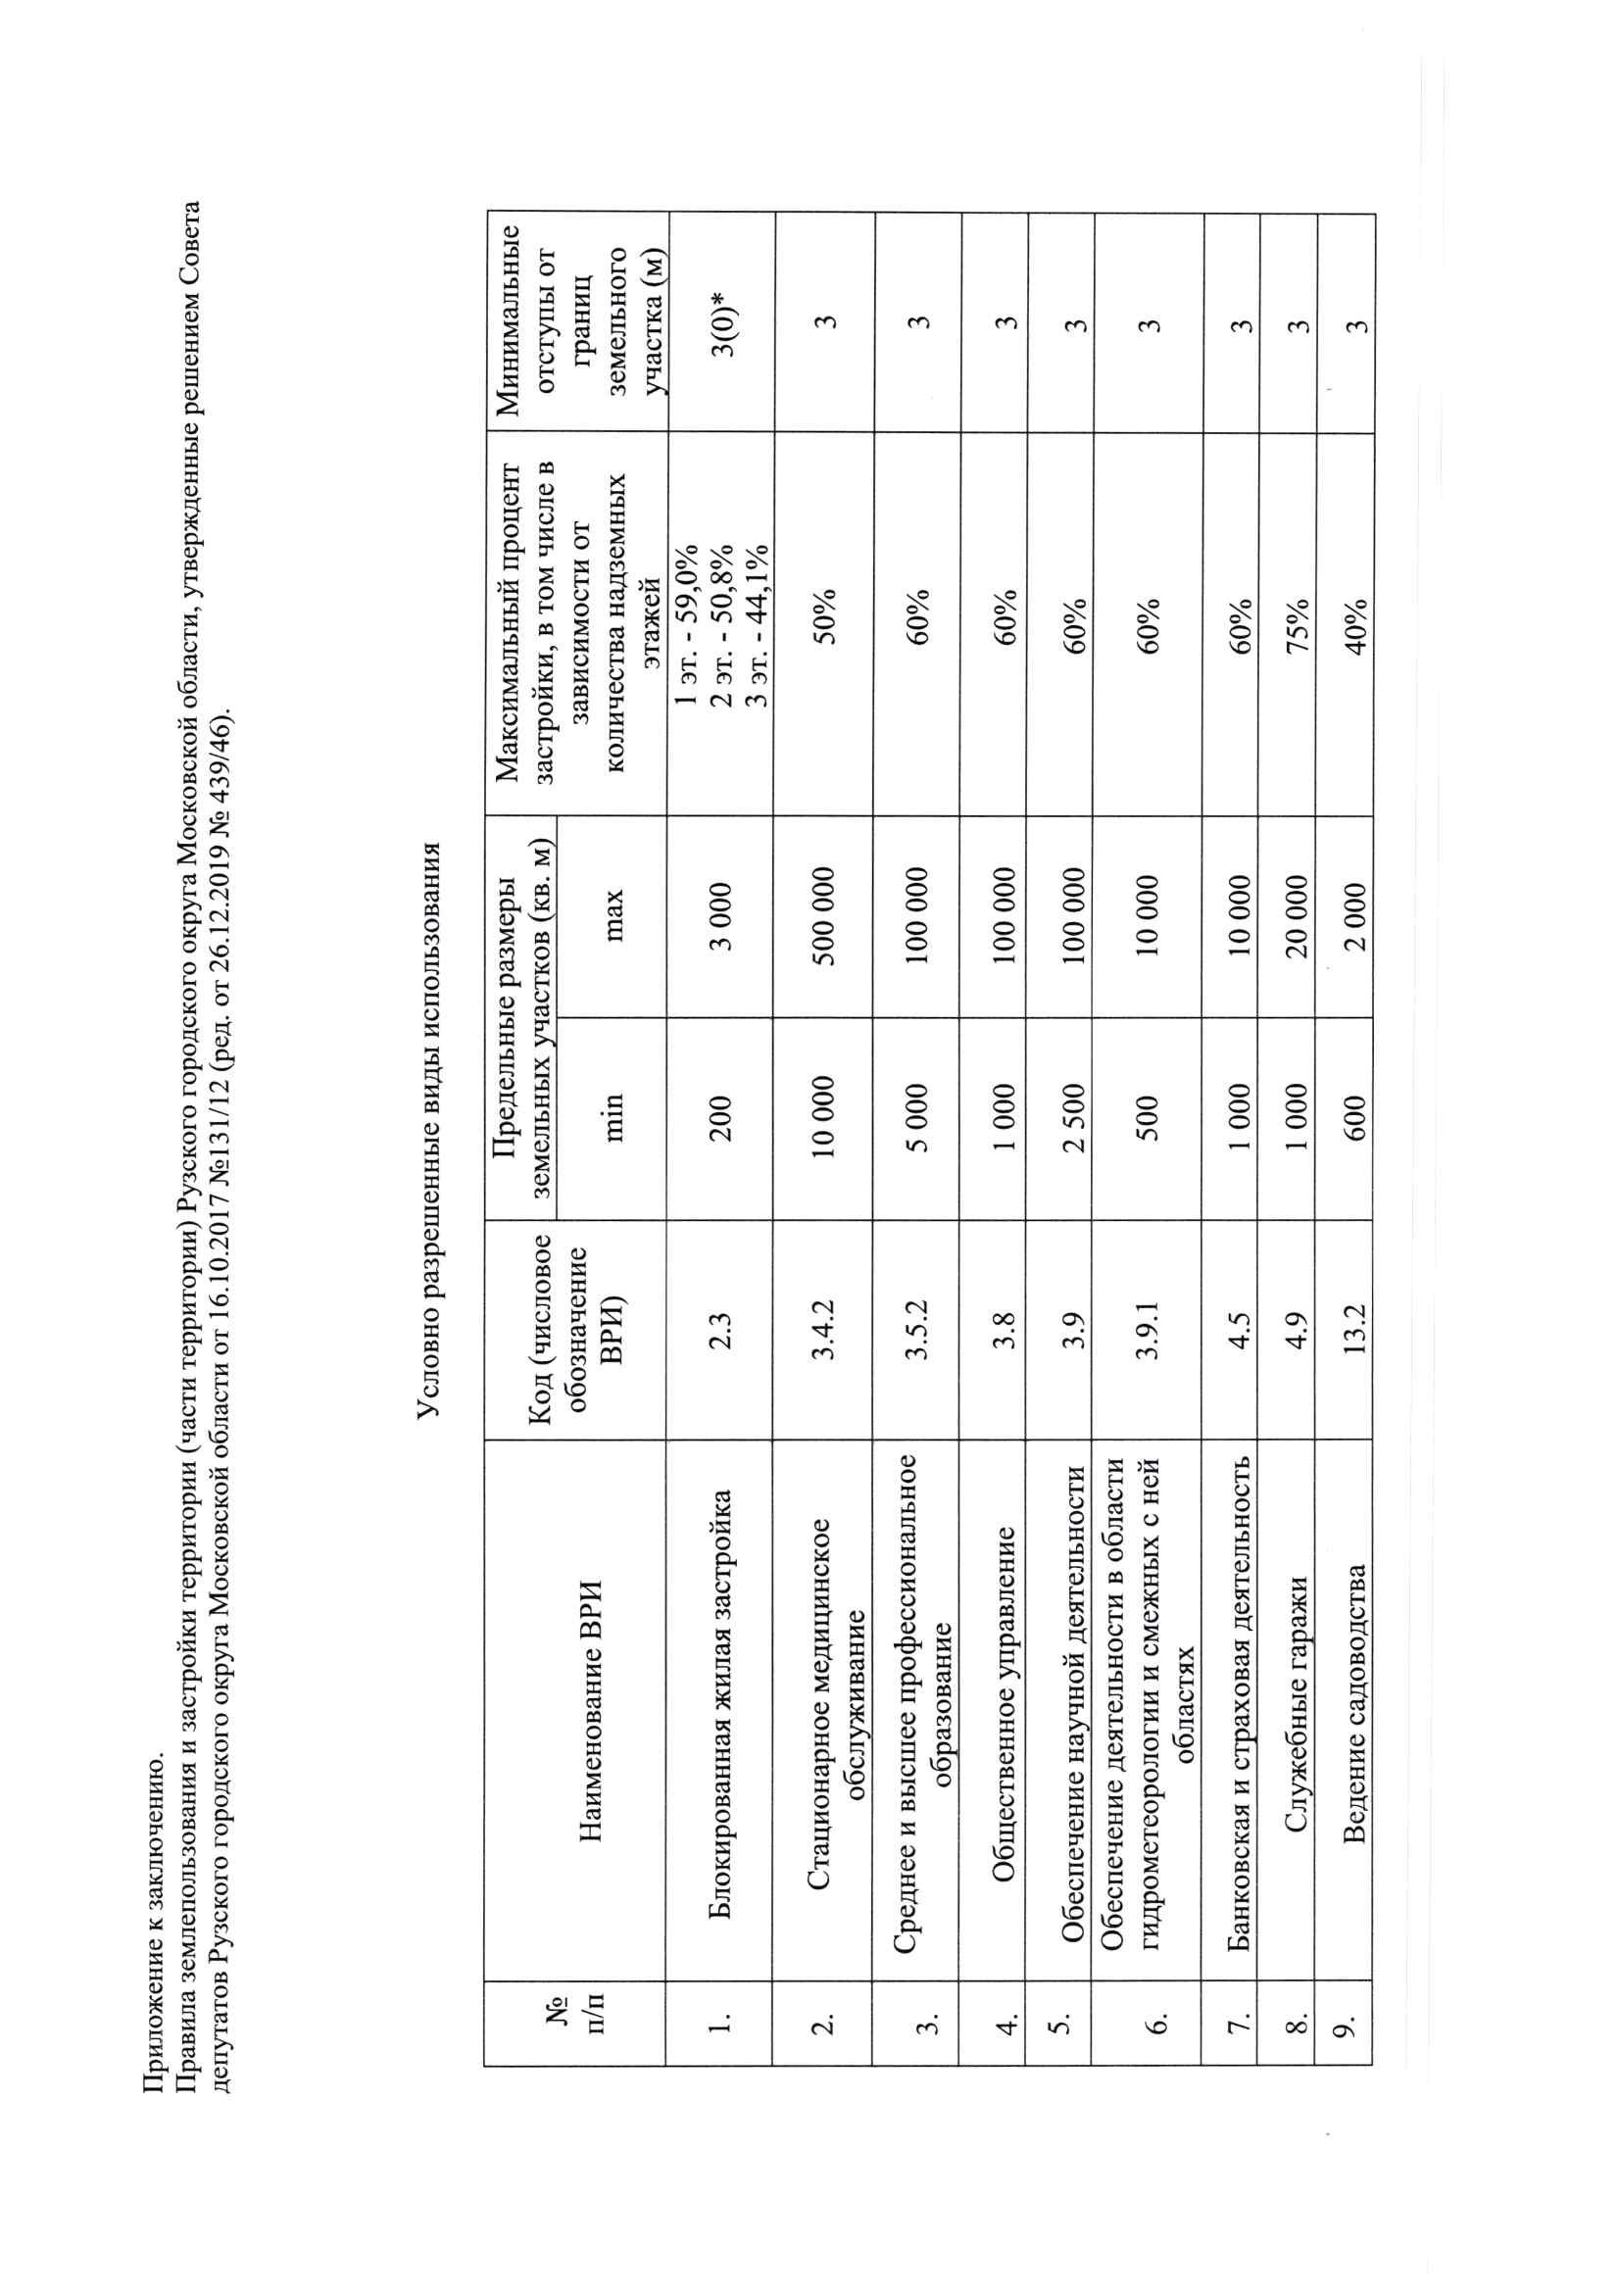 Приложение к заключению.
Правила землепользования и застройки территории (части территории) Рузского городского округа Московской области, утвержденные решением Совета
депутатов Рузского городского округа Московской области от 16.10.2017 №131/12 (ред. от 26.12.2019 № 439/46).
Условно разрешенные виды использования
№
п/п
Наименование ВРИ
Код (числовое
обозначение
ВРИ)
Предельные размеры
земельных участков (кв. м)
min
max
Максимальный процент
застройки, в том числе в
зависимости от
количества надземных
этажей
Минимальные
отступы от
границ
земельного
участка (м)
1.
Блокированная жилая застройка
2.3
200
3 000
1 эт. - 59,0%
2 эт. - 50,8%
3 эт. - 44,1%
3(0)*
2.
Стационарное медицинское
обслуживание
3.4.2
10 000
500 000
50%
3
3.
Среднее и высшее профессиональное
образование
3.5.2
5 000
100 000
60%
3
4.
Общественное управление
3.8
1 000
100 000
60%
3
5.
Обеспечение научной деятельности
3.9
2 500
100 000
60%
3
6.
Обеспечение деятельности в области
гидрометеорологии и смежных с ней
областях
3.9.1
500
10 000
60%
3
7.
Банковская и страховая деятельность
4.5
1 000
10 000
60%
3
8.
Служебные гаражи
4.9
1 000
20 000
75%
3
9.
Ведение садоводства
13.2
600
2 000
40%
3